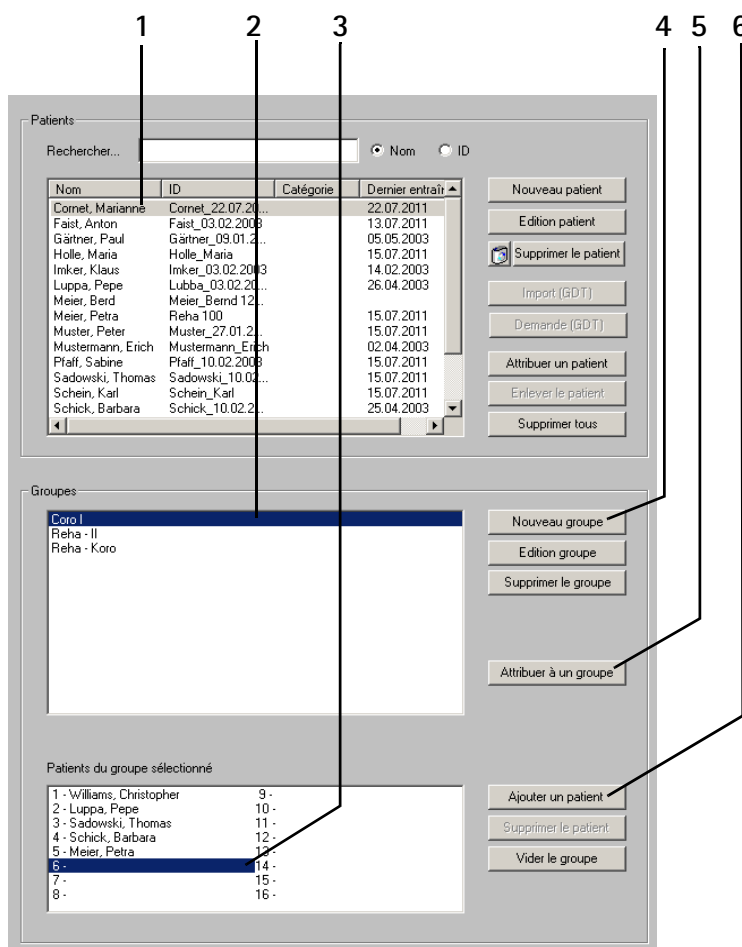 1 2 3 4 5 6
Patients
Rechercher... Nom ID
Nom ID Catégorie Dernier entraîn
Cornet, Marianne Cornet_22.07.20... 22.07.2011
Faist, Anton Faist_03.02.2003 13.07.2011
Gärtner, Paul Gärtner_09.01.2... 05.05.2003
Holle, Maria Holle_Maria 15.07.2011
Imker, Klaus Imker_03.02.2003 14.02.2003
Luppa, Pepe Lubba_03.02.20... 26.04.2003
Meier, Berd Meier_Bernd 12...
Meier, Petra Reha 100 15.07.2011
Muster, Peter Muster_27.01.2... 15.07.2011
Mustermann, Erich Mustermann_Erich 02.04.2003
Pfaff, Sabine Pfaff_10.02.2003 15.07.2011
Sadowski, Thomas Sadowski_10.02... 15.07.2011
Schein, Karl Schein_Karl 15.07.2011
Schick, Barbara Schick_10.02.2... 25.04.2003
Nouveau patient
Edition patient
Supprimer le patient
Import (GDT)
Demande (GDT)
Attribuer un patient
Enlever le patient
Supprimer tous
Groupes
Coro I
Reha - II
Reha - Koro
Nouveau groupe
Edition groupe
Supprimer le groupe
Attribuer à un groupe
Patients du groupe sélectionné
1 - Williams, Christopher 9 -
2 - Luppa, Pepe 10 -
3 - Sadowski, Thomas 11 -
4 - Schick, Barbara 12 -
5 - Meier, Petra 13 -
6 - 14 -
7 - 15 -
8 - 16 -
Ajouter un patient
Supprimer le patient
Vider le groupe